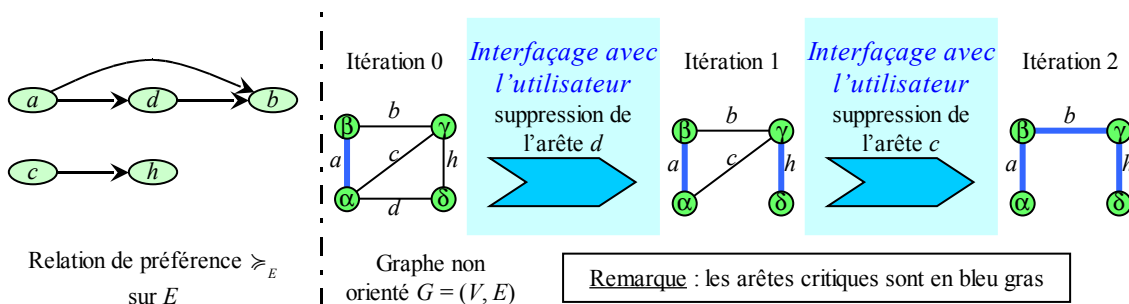 a
d
b
c
h
Relation de préférence ≽E
sur E
Itération 0
β
b
γ
a
c
h
α
d
δ
Graphe non
orienté G = (V, E)
Interfaçage avec
l'utilisateur
suppression de
l'arête d
Itération 1
β
b
γ
a
c
h
α
δ
Interfaçage avec
l'utilisateur
suppression de
l'arête c
Itération 2
β
b
γ
a
h
α
δ
Remarque : les arêtes critiques sont en bleu gras